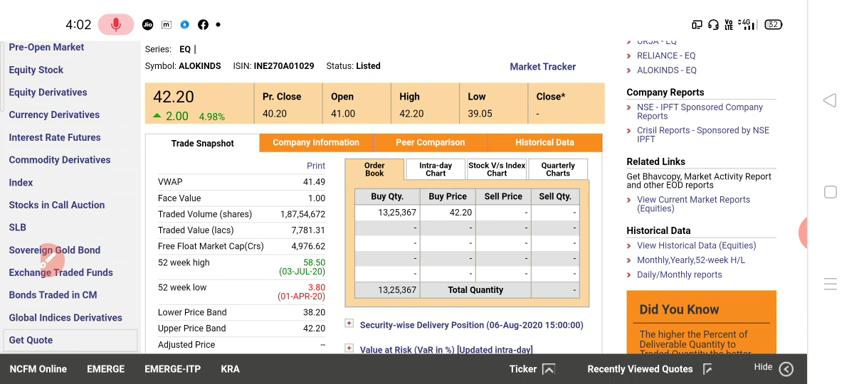 4:02
Jio
4G
52
Pre-Open Market
Equity Stock
Equity Derivatives
Currency Derivatives
Interest Rate Futures
Commodity Derivatives
Index
Stocks in Call Auction
SLB
Sovereign Gold Bond
Exchange Traded Funds
Bonds Traded in CM
Global Indices Derivatives
Get Quote
Series: EQ |
Symbol: ALOKINDS ISIN: INE270A01029 Status: Listed
Market Tracker
42.20
2.00 4.98%
Pr. Close Open High Low Close*
40.20 41.00 42.20 39.05 -
Trade Snapshot Company Information Peer Comparison Historical Data
Print
VWAP 41.49
Face Value 1.00
Traded Volume (shares) 1,87,54,672
Traded Value (lacs) 7,781.31
Free Float Market Cap(Crs) 4,976.62
52 week high 58.50
(03-JUL-20)
52 week low 3.80
(01-APR-20)
Lower Price Band 38.20
Upper Price Band 42.20
Adjusted Price --
Order Book
Intra-day Chart
Stock V/s Index Chart
Quarterly Charts
Buy Qty. Buy Price Sell Price Sell Qty.
13,25,367 42.20 - -
- - - -
- - - -
- - - -
- - - -
13,25,367 Total Quantity -
Security-wise Delivery Position (06-Aug-2020 15:00:00)
Value at Risk (VaR in %) [Updated intra-day]
URJA - EQ
RELIANCE - EQ
ALOKINDS - EQ
Company Reports
NSE - IPFT Sponsored Company
Reports
Crisil Reports - Sponsored by NSE
IPFT
Related Links
Get Bhavcopy, Market Activity Report
and other EOD reports
View Current Market Reports
(Equities)
Historical Data
View Historical Data (Equities)
Monthly,Yearly,52-week H/L
Daily/Monthly reports
Did You Know
The higher the Percent of
Deliverable Quantity to
NCFM Online EMERGE EMERGE-ITP KRA Ticker Recently Viewed Quotes Hide